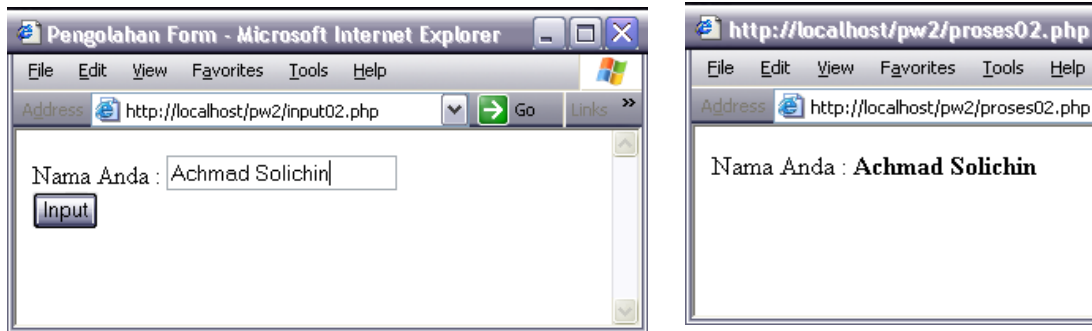 Pengolahan Form - Microsoft Internet Explorer
File Edit View Favorites Tools Help
Address http://localhost/pw2/input02.php Go Links »
Nama Anda : Achmad Solichin
Input
http://localhost/pw2/proses02.php
File Edit View Favorites Tools Help
Address http://localhost/pw2/proses02.php
Nama Anda : Achmad Solichin